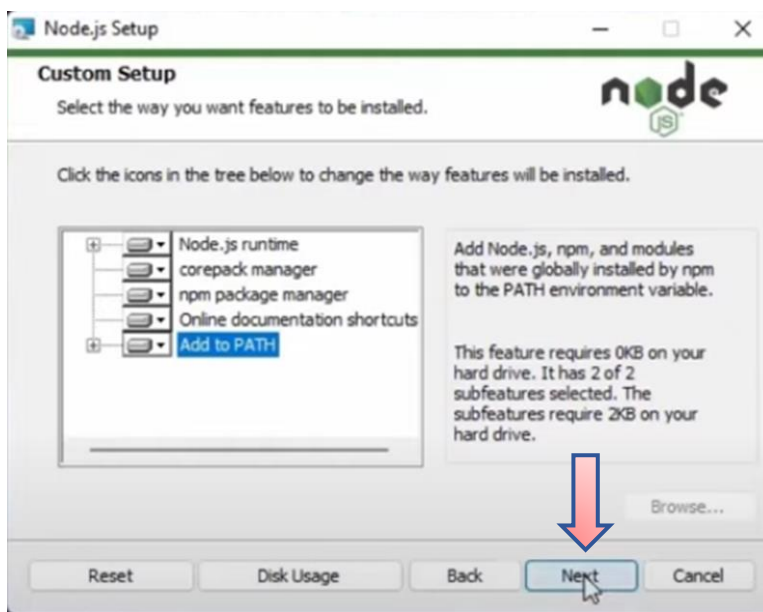 Node.js Setup
Custom Setup
Select the way you want features to be installed.
node
JS
Click the icons in the tree below to change the way features will be installed.
Node.js runtime
corepack manager
npm package manager
Online documentation shortcuts
Add to PATH
Add Node.js, npm, and modules
that were globally installed by npm
to the PATH environment variable.
This feature requires 0KB on your
hard drive. It has 2 of 2
subfeatures selected. The
subfeatures require 2KB on your
hard drive.
Browse...
Reset Disk Usage Back Next Cancel